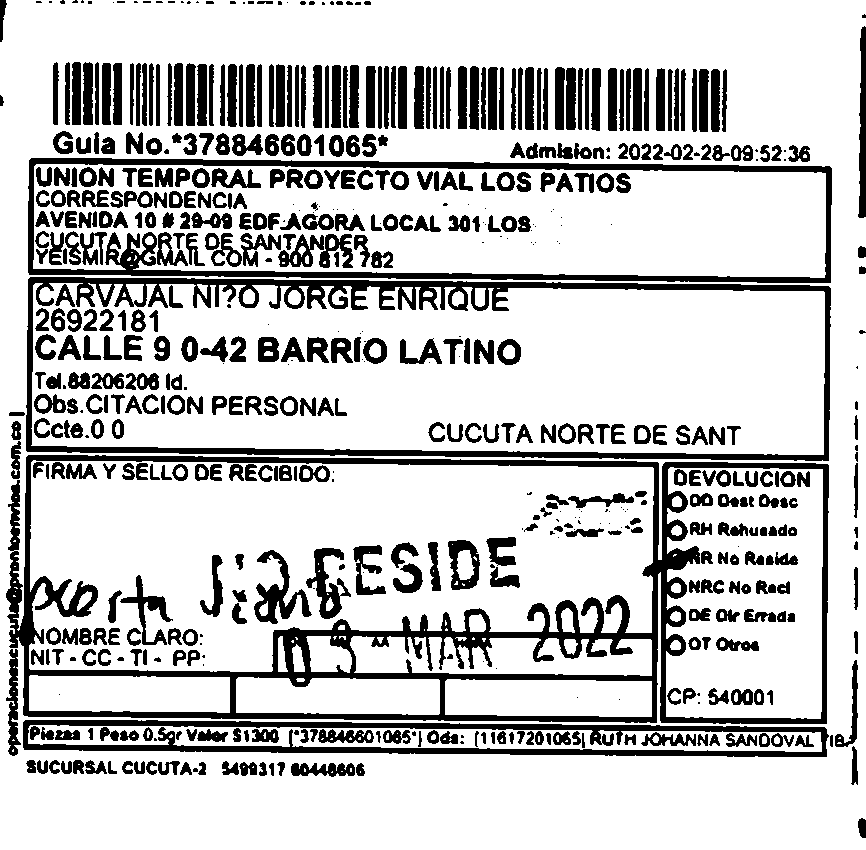 Guia No.*378846601065*
Admision: 2022-02-28-09:52:36
UNION TEMPORAL PROYECTO VIAL LOS PATIOS
CORRESPONDENCIA
AVENIDA 10 # 29-09 EDF.AGORA LOCAL 301 LOS
CUCUTA NORTE DE SANTANDER
YEISMIR@GMAIL COM - 900 812 782
CARVAJAL NI?O JORGE ENRIQUE
26922181
CALLE 9 0-42 BARRIO LATINO
Tel.88206206 Id.
Obs.CITACION PERSONAL
Ccte.0 0
CUCUTA NORTE DE SANT
operacionescucuta@prontoenvios.com.co
FIRMA Y SELLO DE RECIBIDO:
NO RESIDE
03 MAR 2022
NOMBRE CLARO:
NIT - CC - TI - PP:
DEVOLUCION
DD Dest Desc
RH Rehusado
NR No Reside
NRC No Recl
DE Dir Errada
OT Otros
CP: 540001
Piezas 1 Peso 0.5gr Valor $1300 (*378846601065*) Ods: (11617201065) RUTH JOHANNA SANDOVAL
SUCURSAL CUCUTA-2 5499317 60448606